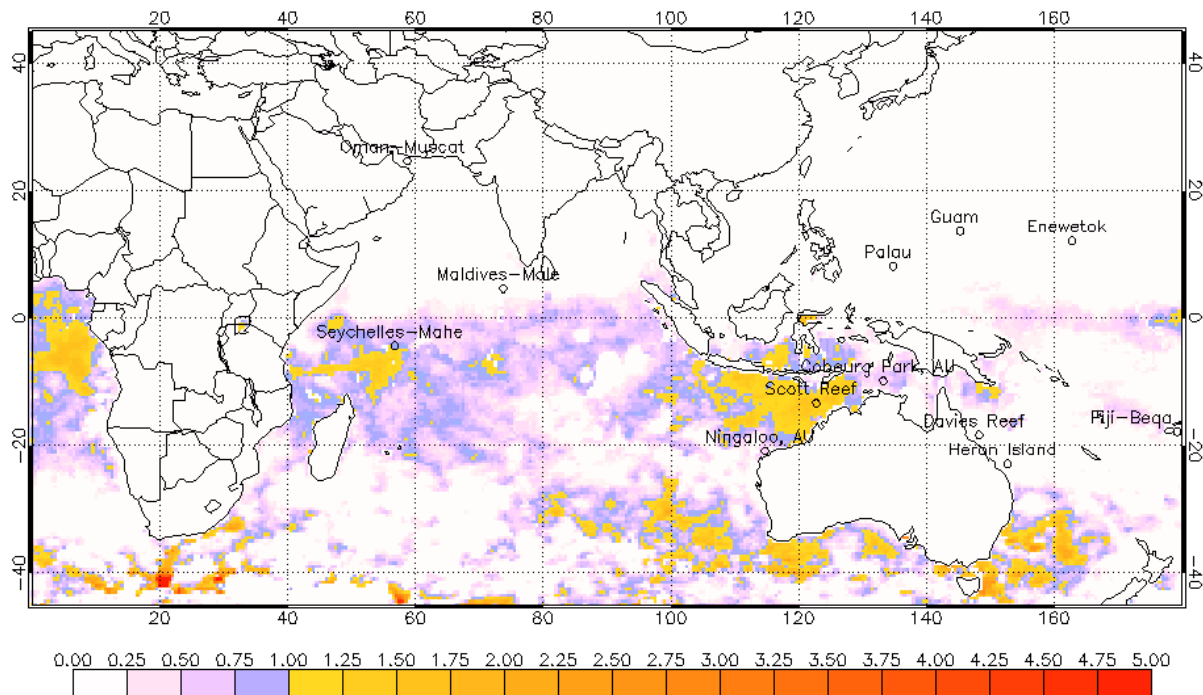 20 40 60 80 100 120 140 160
40 40
Oman-Muscat
20 20
Guam
Enewetok
Palau
Maldives-Male
0 0
Seychelles-Mahe
Cobourg Park, AU
Scott Reef
Davies Reef
Fiji-Beqa
-20 -20
Ningaloo, AU
Heron Island
-40 -40
20 40 60 80 100 120 140 160
0.00 0.25 0.50 0.75 1.00 1.25 1.50 1.75 2.00 2.25 2.50 2.75 3.00 3.25 3.50 3.75 4.00 4.25 4.50 4.75 5.00